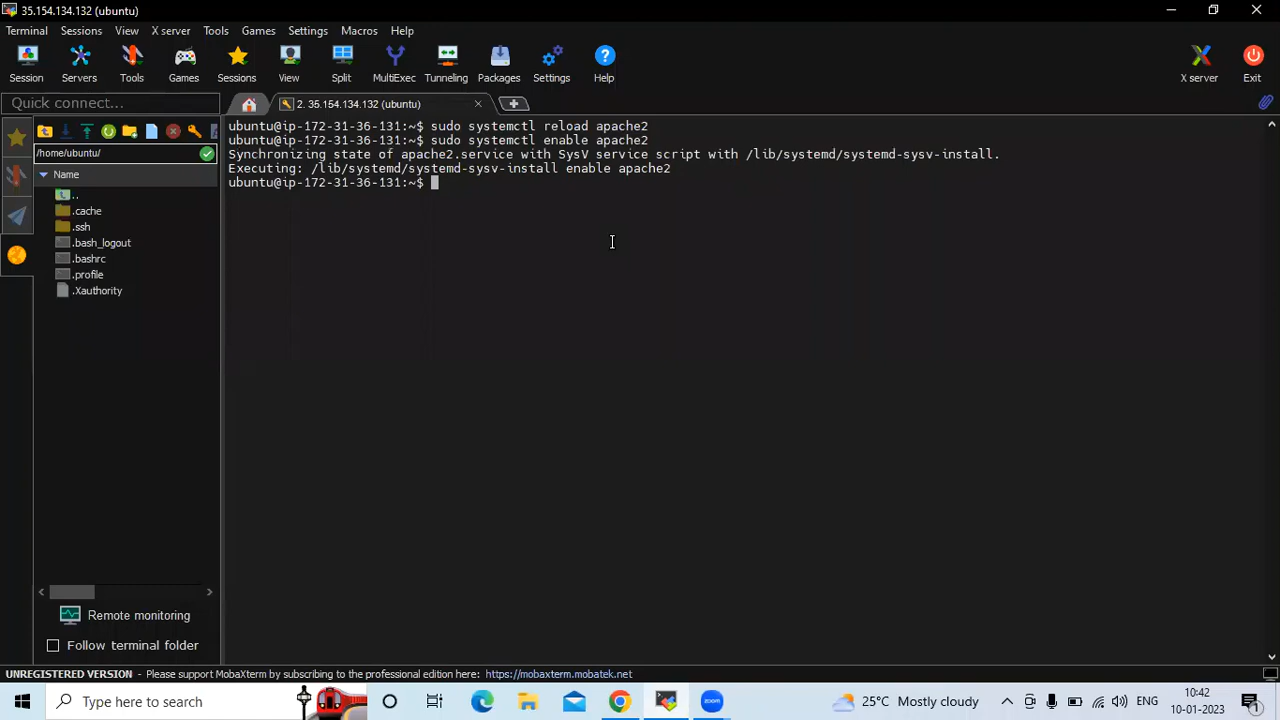 35.154.134.132 (ubuntu)
Terminal Sessions View X server Tools Games Settings Macros Help
Session Servers Tools Games Sessions View Split MultiExec Tunneling Packages Settings Help X server Exit
Quick connect...
2. 35.154.134.132 (ubuntu)
/home/ubuntu/
Name
..
.cache
.ssh
.bash_logout
.bashrc
.profile
.Xauthority
ubuntu@ip-172-31-36-131:~$ sudo systemctl reload apache2
ubuntu@ip-172-31-36-131:~$ sudo systemctl enable apache2
Synchronizing state of apache2.service with SysV service script with /lib/systemd/systemd-sysv-install.
Executing: /lib/systemd/systemd-sysv-install enable apache2
ubuntu@ip-172-31-36-131:~$
Remote monitoring
Follow terminal folder
UNREGISTERED VERSION - Please support MobaXterm by subscribing to the professional edition here: https://mobaxterm.mobatek.net
Type here to search
zoom
25°C Mostly cloudy
ENG
10:42
10-01-2023
1